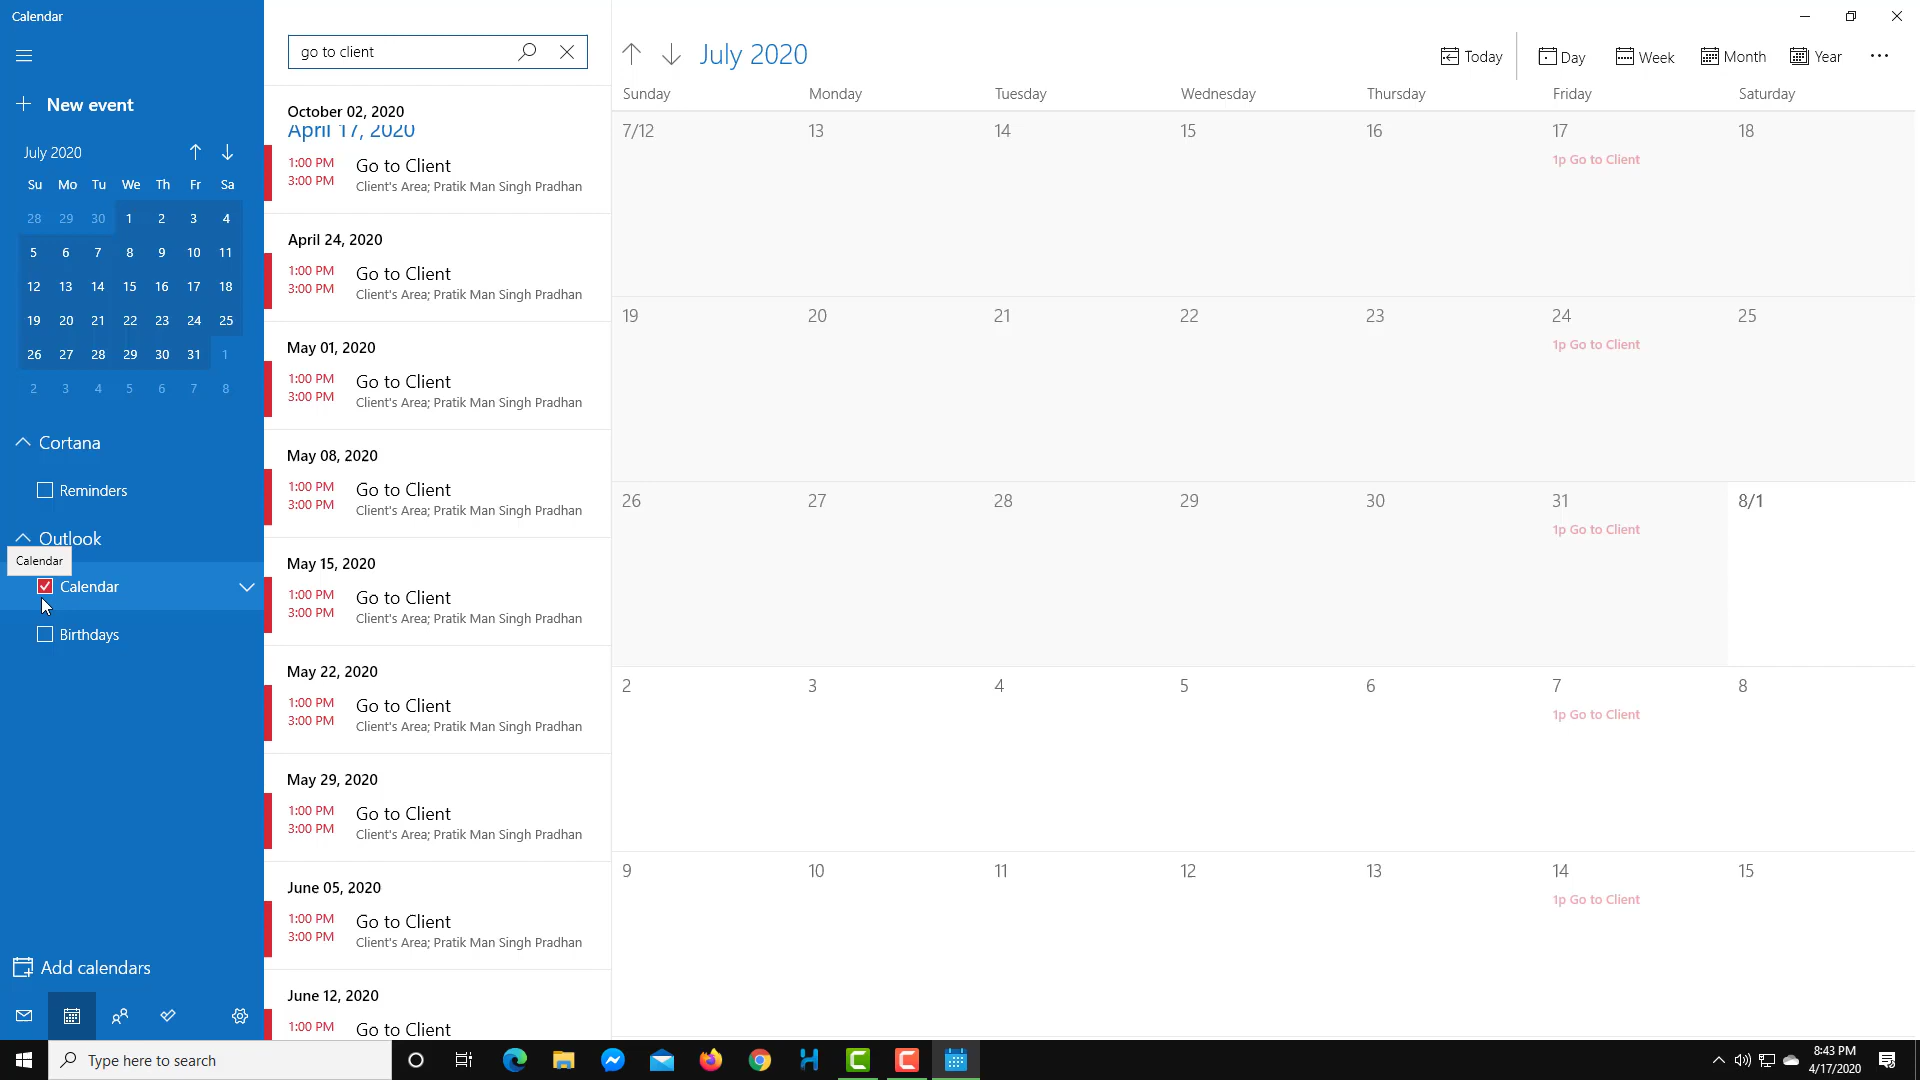 Calendar
New event
July 2020
Su Mo Tu We Th Fr Sa
28 29 30 1 2 3 4
5 6 7 8 9 10 11
12 13 14 15 16 17 18
19 20 21 22 23 24 25
26 27 28 29 30 31 1
2 3 4 5 6 7 8
Cortana
Reminders
Outlook
Calendar
Calendar
Birthdays
Add calendars
go to client
October 02, 2020
April 17, 2020
1:00 PM Go to Client
3:00 PM Client's Area; Pratik Man Singh Pradhan
April 24, 2020
1:00 PM Go to Client
3:00 PM Client's Area; Pratik Man Singh Pradhan
May 01, 2020
1:00 PM Go to Client
3:00 PM Client's Area; Pratik Man Singh Pradhan
May 08, 2020
1:00 PM Go to Client
3:00 PM Client's Area; Pratik Man Singh Pradhan
May 15, 2020
1:00 PM Go to Client
3:00 PM Client's Area; Pratik Man Singh Pradhan
May 22, 2020
1:00 PM Go to Client
3:00 PM Client's Area; Pratik Man Singh Pradhan
May 29, 2020
1:00 PM Go to Client
3:00 PM Client's Area; Pratik Man Singh Pradhan
June 05, 2020
1:00 PM Go to Client
3:00 PM Client's Area; Pratik Man Singh Pradhan
June 12, 2020
1:00 PM Go to Client
July 2020
Today Day Week Month Year
Sunday Monday Tuesday Wednesday Thursday Friday Saturday
7/12 13 14 15 16 17 18
1p Go to Client
19 20 21 22 23 24 25
1p Go to Client
26 27 28 29 30 31 8/1
1p Go to Client
2 3 4 5 6 7 8
1p Go to Client
9 10 11 12 13 14 15
1p Go to Client
Type here to search
8:43 PM
4/17/2020